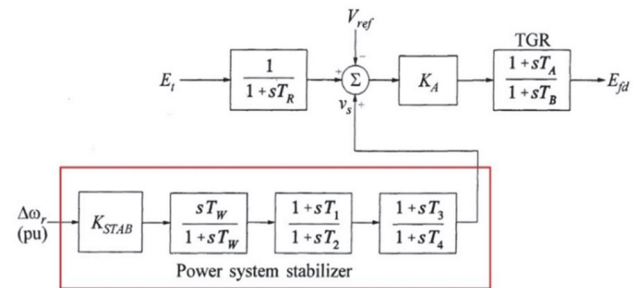 V_ref
TGR
E_t
1
1+sT_R
+
−
Σ
v_s
+
K_A
1+sT_A
1+sT_B
E_fd
Δω_r
(pu)
K_STAB
sT_W
1+sT_W
1+sT_1
1+sT_2
1+sT_3
1+sT_4
Power system stabilizer